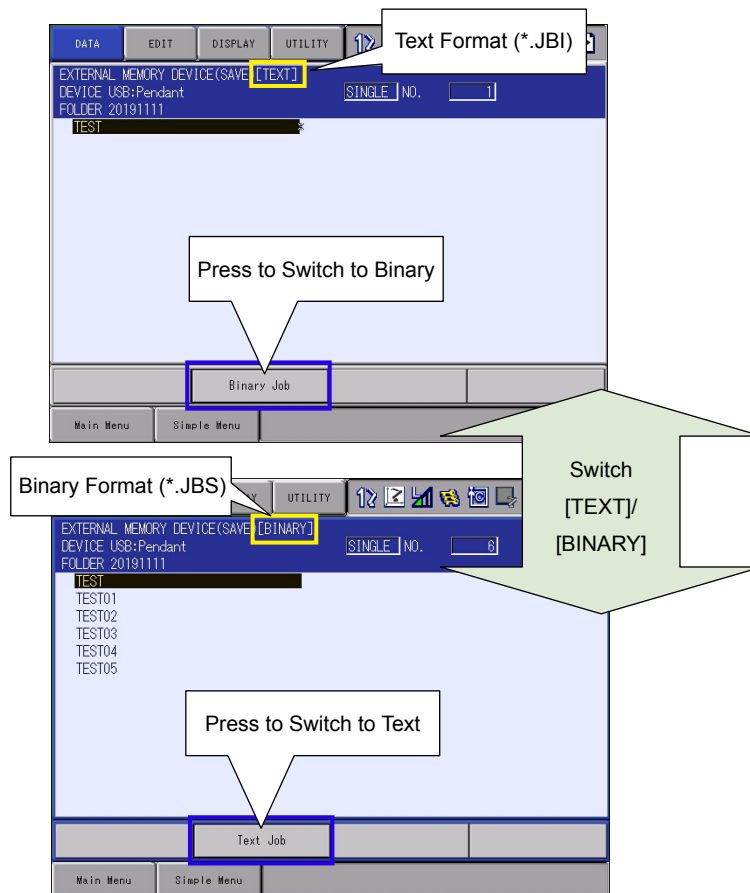 Text Format (*.JBI)
DATA EDIT DISPLAY UTILITY
EXTERNAL MEMORY DEVICE(SAVE) [TEXT]
DEVICE USB:Pendant SINGLE NO. 1
FOLDER 20191111
TEST *
Press to Switch to Binary
Binary Job
Main Menu Simple Menu
Switch
[TEXT]/
[BINARY]
Binary Format (*.JBS)
UTILITY
EXTERNAL MEMORY DEVICE(SAVE) [BINARY]
DEVICE USB:Pendant SINGLE NO. 6
FOLDER 20191111
TEST
TEST01
TEST02
TEST03
TEST04
TEST05
Press to Switch to Text
Text Job
Main Menu Simple Menu